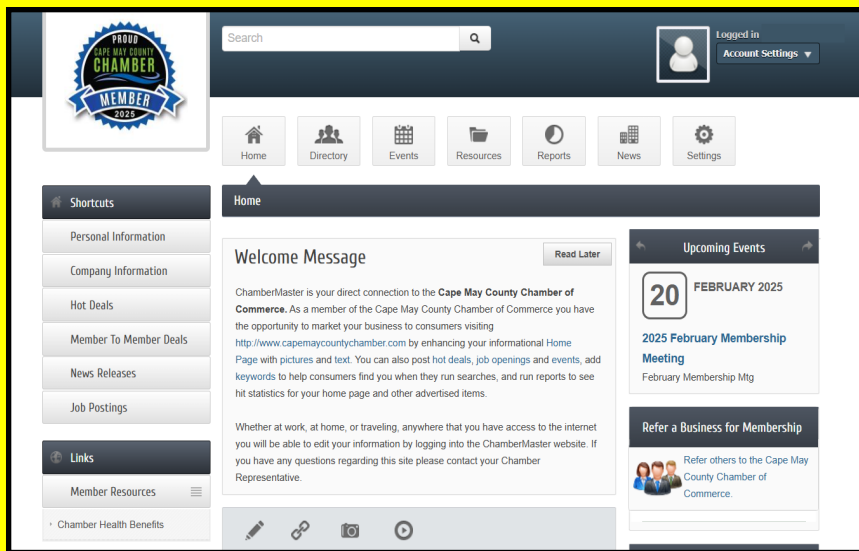 PROUD
CAPE MAY COUNTY
CHAMBER
MEMBER
2025
Search
Logged in
Account Settings
Home
Directory
Events
Resources
Reports
News
Settings
Shortcuts
Personal Information
Company Information
Hot Deals
Member To Member Deals
News Releases
Job Postings
Links
Member Resources
Chamber Health Benefits
Home
Welcome Message
Read Later
ChamberMaster is your direct connection to the Cape May County Chamber of
Commerce. As a member of the Cape May County Chamber of Commerce you have
the opportunity to market your business to consumers visiting
http://www.capemaycountychamber.com by enhancing your informational Home
Page with pictures and text. You can also post hot deals, job openings and events, add
keywords to help consumers find you when they run searches, and run reports to see
hit statistics for your home page and other advertised items.
Whether at work, at home, or traveling, anywhere that you have access to the internet
you will be able to edit your information by logging into the ChamberMaster website. If
you have any questions regarding this site please contact your Chamber
Representative.
Upcoming Events
20
FEBRUARY 2025
2025 February Membership
Meeting
February Membership Mtg
Refer a Business for Membership
Refer others to the Cape May
County Chamber of
Commerce.